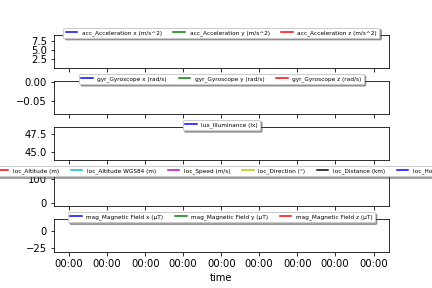 acc_Acceleration x (m/s^2) acc_Acceleration y (m/s^2) acc_Acceleration z (m/s^2)
7.5
5.0
2.5
gyr_Gyroscope x (rad/s) gyr_Gyroscope y (rad/s) gyr_Gyroscope z (rad/s)
0.00
−0.05
lux_Illuminance (lx)
47.5
45.0
loc_Altitude (m) loc_Altitude WGS84 (m) loc_Speed (m/s) loc_Direction (°) loc_Distance (km) loc_Ho
100
0
mag_Magnetic Field x (µT) mag_Magnetic Field y (µT) mag_Magnetic Field z (µT)
0
−25
00:00 00:00 00:00 00:00 00:00 00:00 00:00 00:00 00:00
time